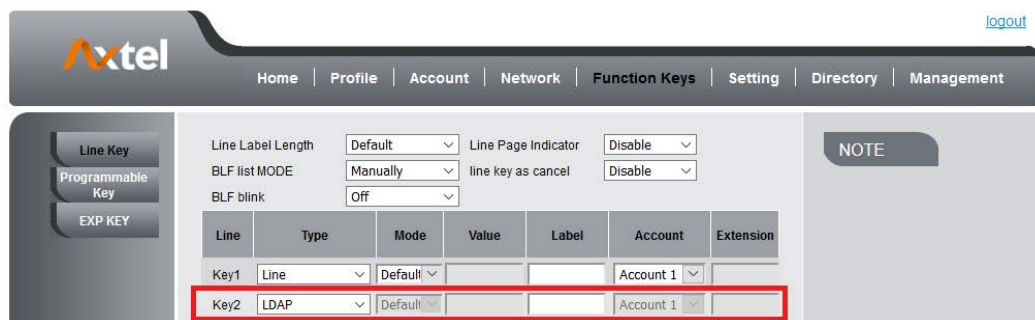 logout
Axtel
Home | Profile | Account | Network | Function Keys | Setting | Directory | Management
Line Key
Programmable
Key
EXP KEY
Line Label Length Default Line Page Indicator Disable
BLF list MODE Manually line key as cancel Disable
BLF blink Off
Line Type Mode Value Label Account Extension
Key1 Line Default Account 1
Key2 LDAP Default Account 1
NOTE